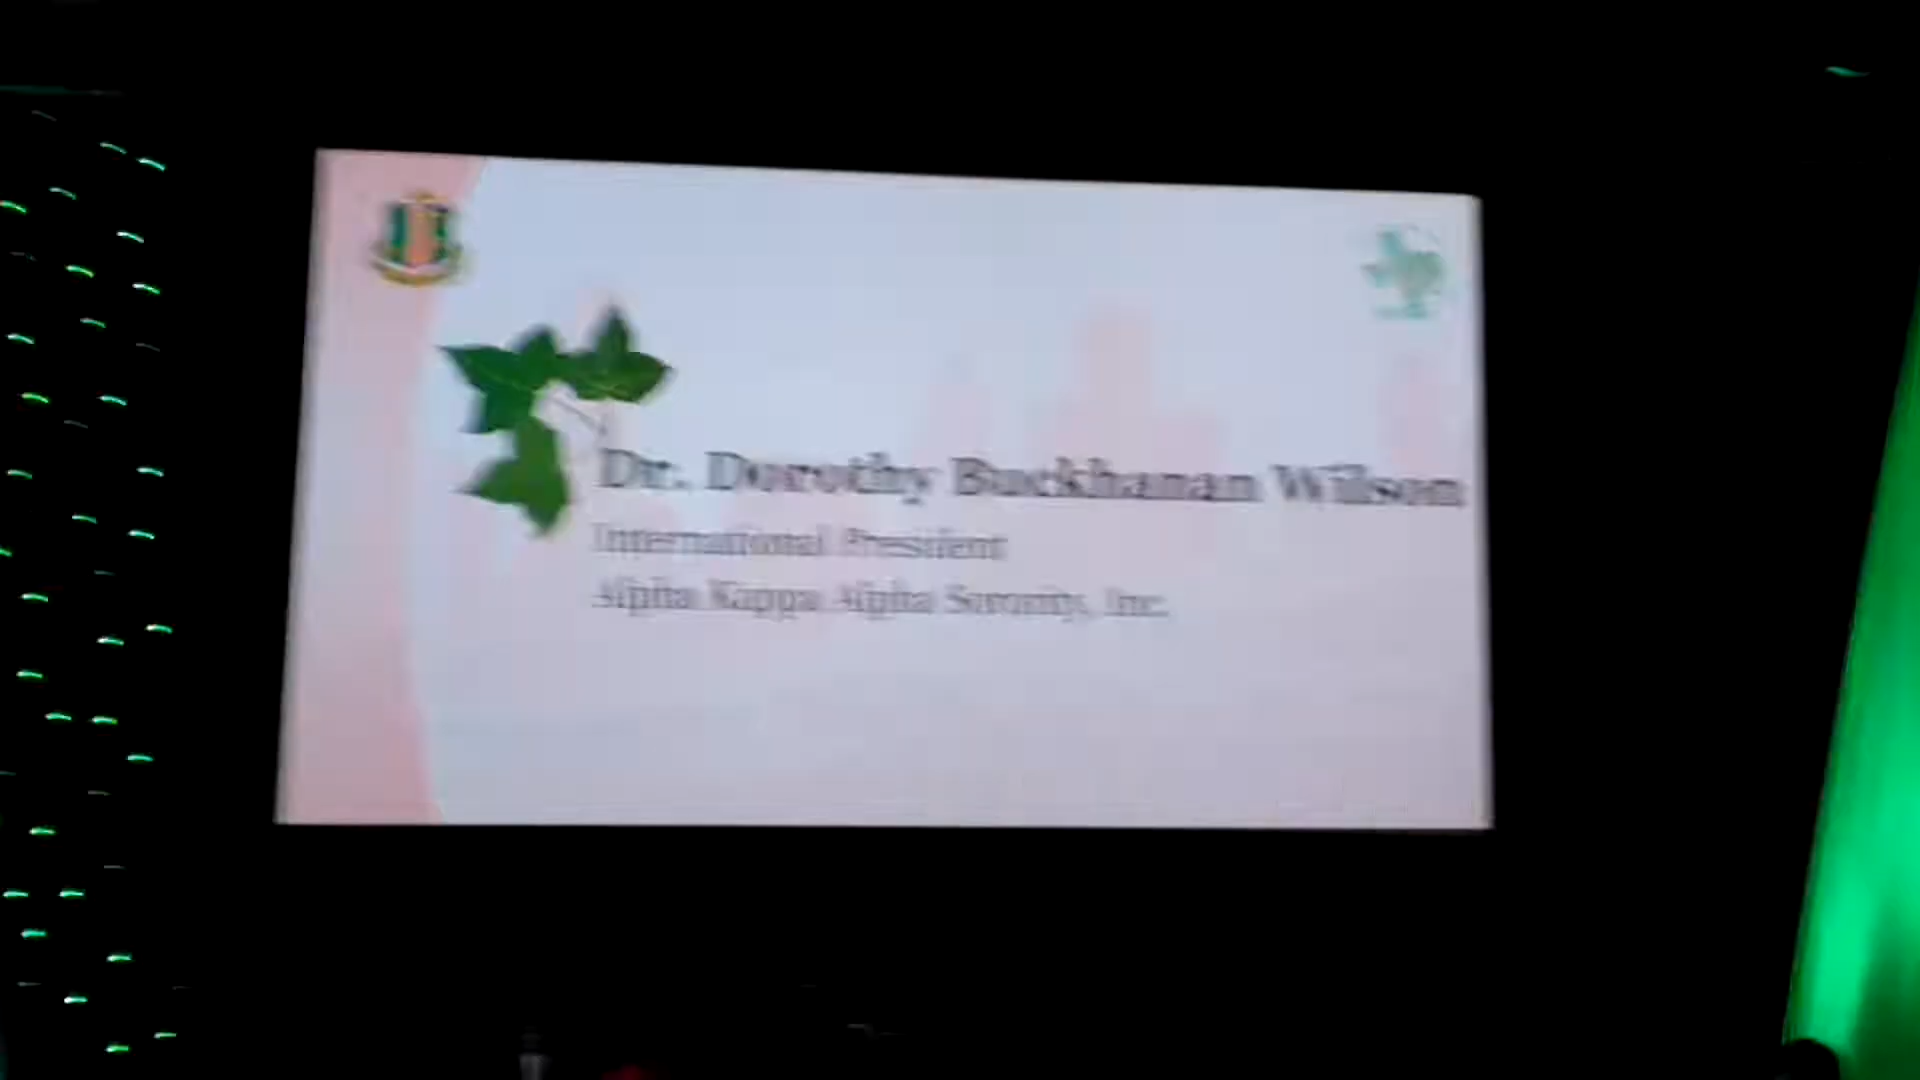 Dr. Dorothy Buckhanan Wilson
International President
Alpha Kappa Alpha Sorority, Inc.